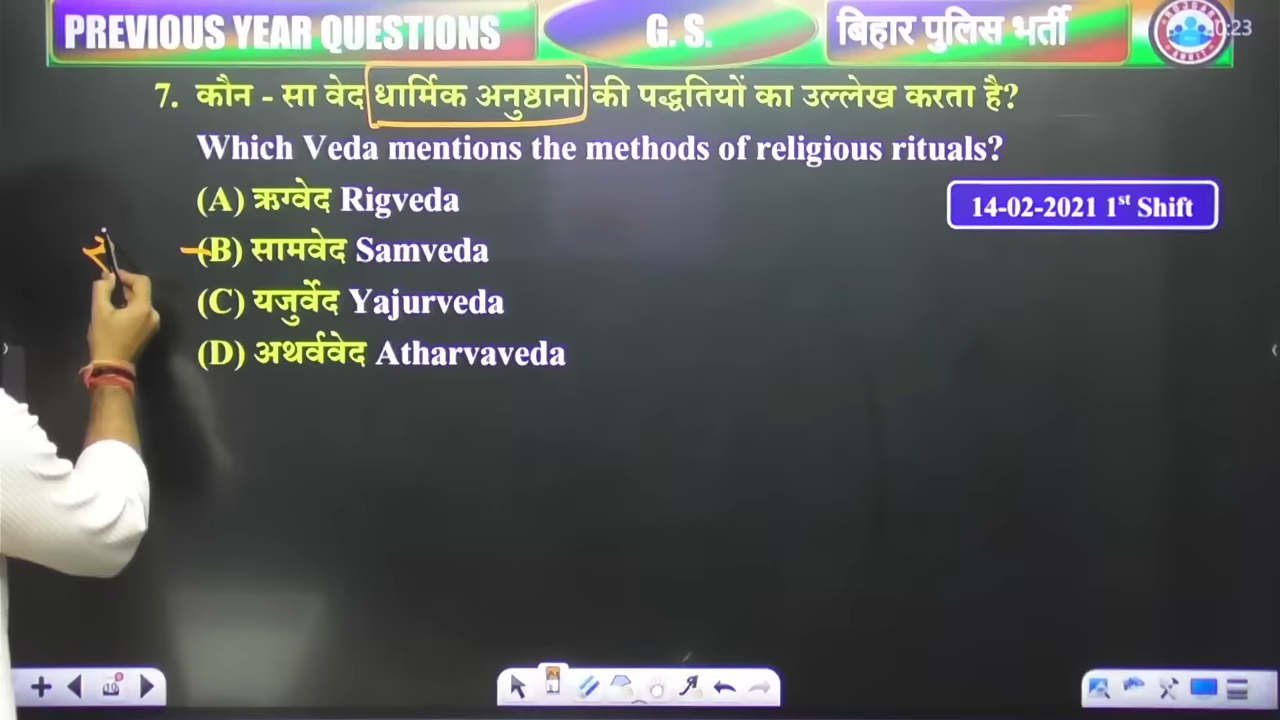 PREVIOUS YEAR QUESTIONS
G. S.
बिहार पुलिस भर्ती
7. कौन - सा वेद धार्मिक अनुष्ठानों की पद्धतियों का उल्लेख करता है?
Which Veda mentions the methods of religious rituals?
(A) ऋग्वेद Rigveda
14-02-2021 1st Shift
(B) सामवेद Samveda
(C) यजुर्वेद Yajurveda
(D) अथर्ववेद Atharvaveda